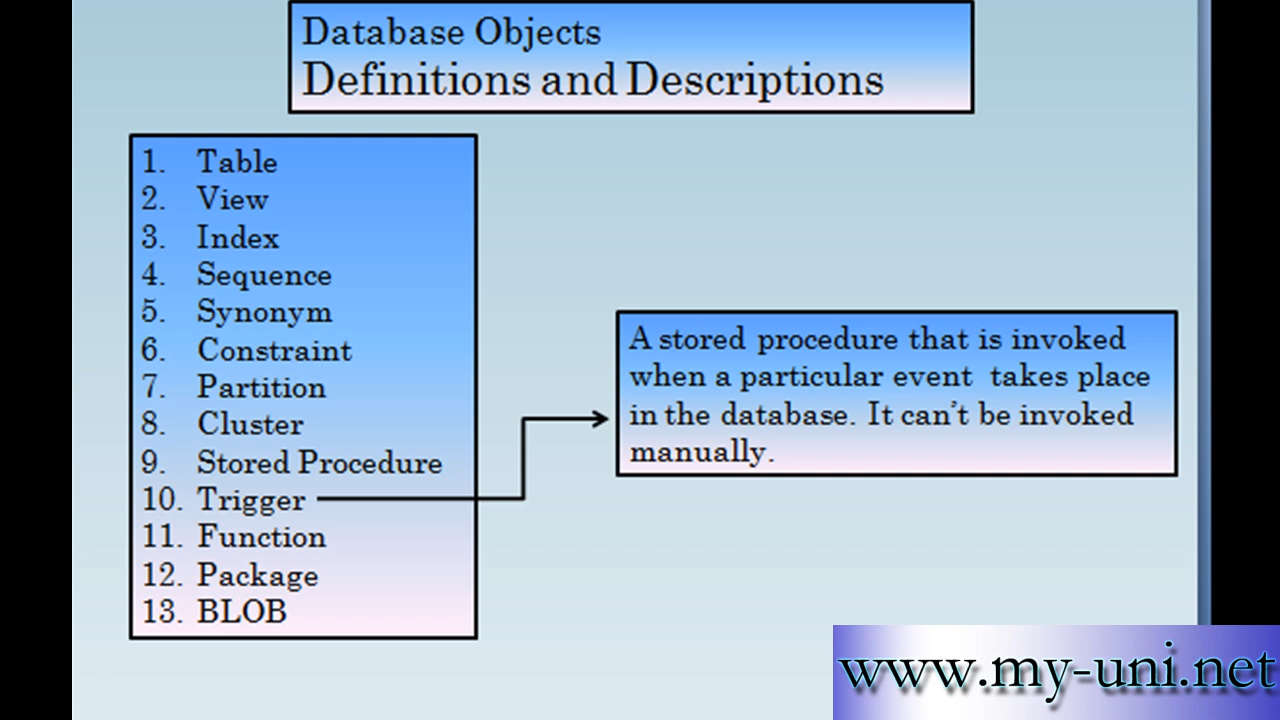 Database Objects
Definitions and Descriptions
1. Table
2. View
3. Index
4. Sequence
5. Synonym
6. Constraint
7. Partition
8. Cluster
9. Stored Procedure
10. Trigger
11. Function
12. Package
13. BLOB
A stored procedure that is invoked
when a particular event takes place
in the database. It can't be invoked
manually.
www.my-uni.net